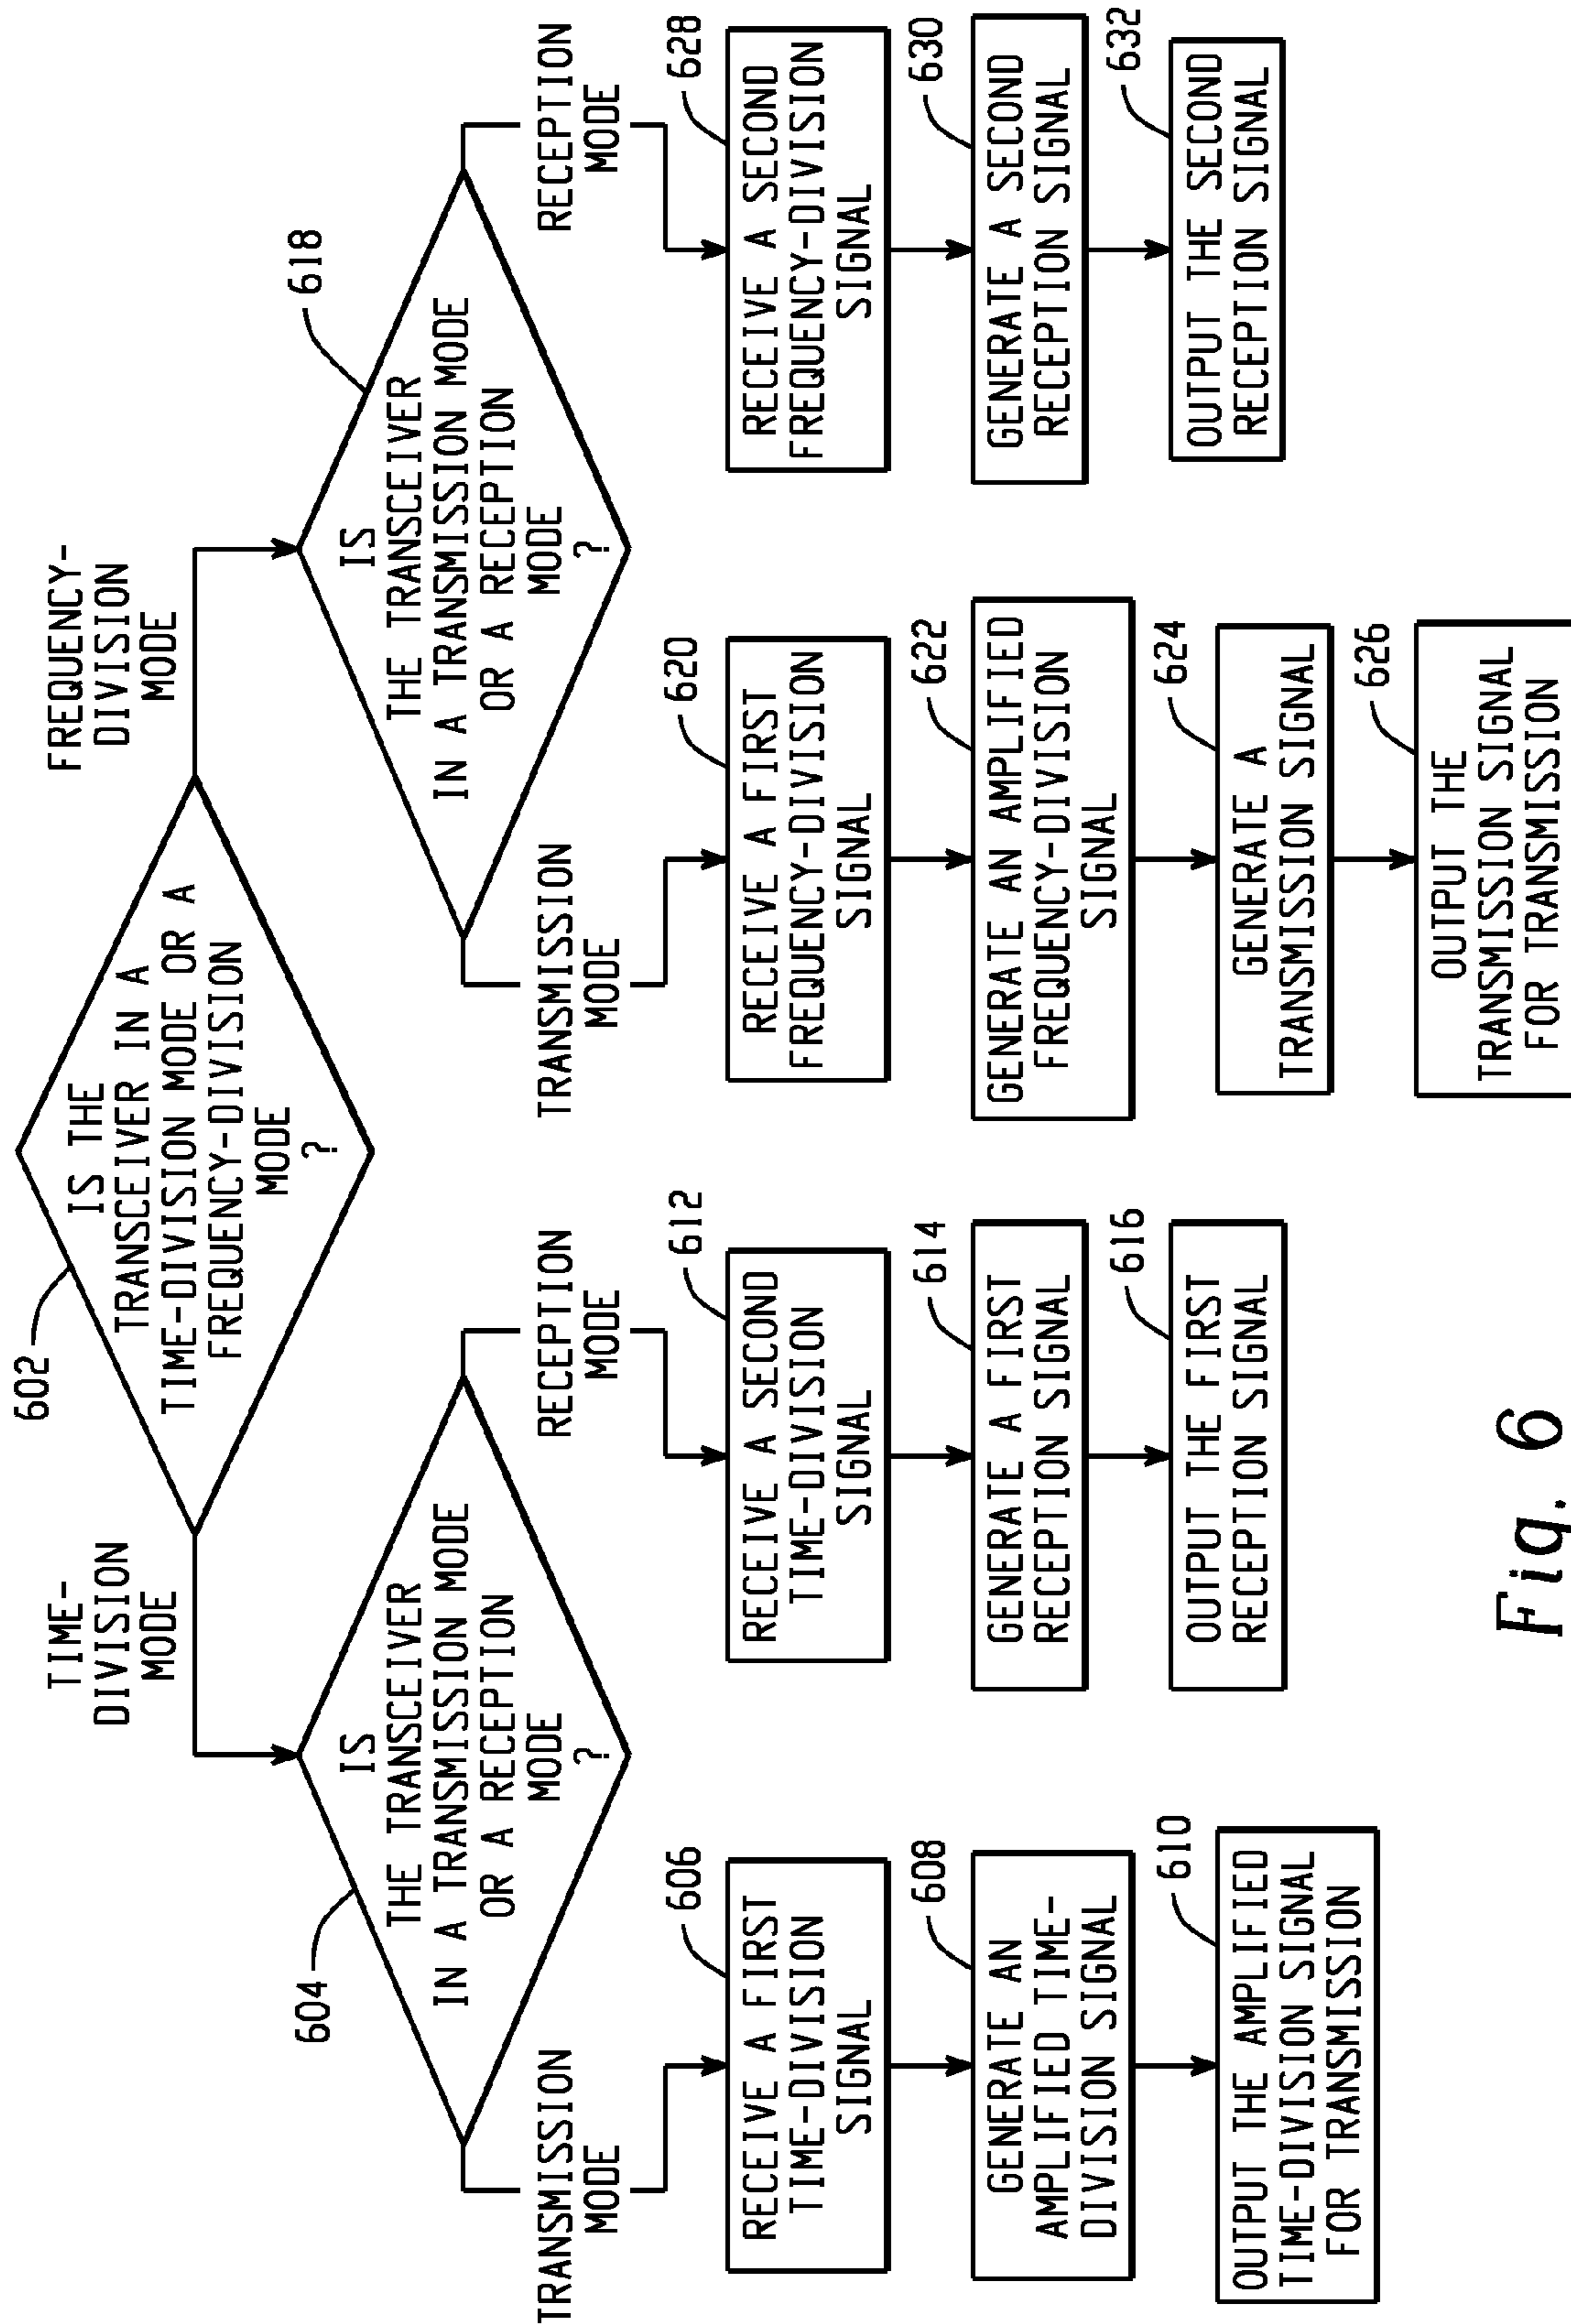 602
IS THE
TRANSCEIVER IN A
TIME-DIVISION MODE OR A
FREQUENCY-DIVISION
MODE
?
TIME-
DIVISION
MODE
FREQUENCY-
DIVISION
MODE
604
IS
THE TRANSCEIVER
IN A TRANSMISSION MODE
OR A RECEPTION
MODE
?
618
IS
THE TRANSCEIVER
IN A TRANSMISSION MODE
OR A RECEPTION
MODE
?
TRANSMISSION
MODE
RECEPTION
MODE
TRANSMISSION
MODE
RECEPTION
MODE
606
RECEIVE A FIRST
TIME-DIVISION
SIGNAL
608
GENERATE AN
AMPLIFIED TIME-
DIVISION SIGNAL
610
OUTPUT THE AMPLIFIED
TIME-DIVISION SIGNAL
FOR TRANSMISSION
612
RECEIVE A SECOND
TIME-DIVISION
SIGNAL
614
GENERATE A FIRST
RECEPTION SIGNAL
616
OUTPUT THE FIRST
RECEPTION SIGNAL
620
RECEIVE A FIRST
FREQUENCY-DIVISION
SIGNAL
622
GENERATE AN AMPLIFIED
FREQUENCY-DIVISION
SIGNAL
624
GENERATE A
TRANSMISSION SIGNAL
626
OUTPUT THE
TRANSMISSION SIGNAL
FOR TRANSMISSION
628
RECEIVE A SECOND
FREQUENCY-DIVISION
SIGNAL
630
GENERATE A SECOND
RECEPTION SIGNAL
632
OUTPUT THE SECOND
RECEPTION SIGNAL
Fig. 6